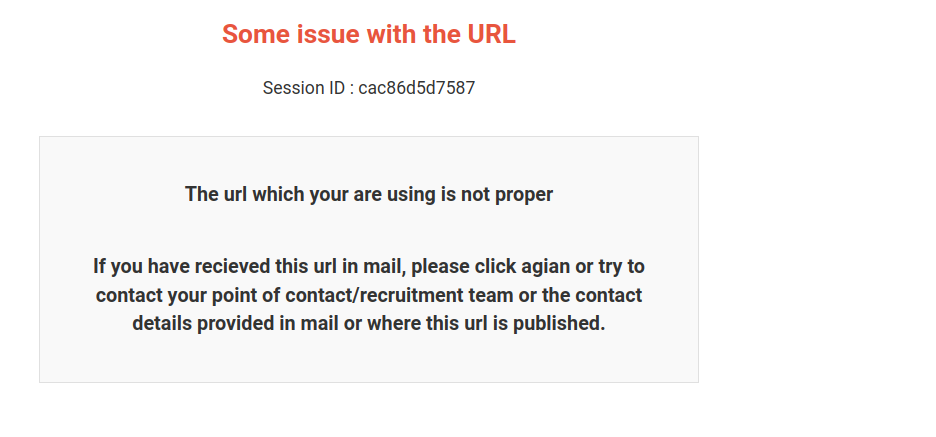 Some issue with the URL
Session ID : cac86d5d7587
The url which your are using is not proper
If you have recieved this url in mail, please click agian or try to
contact your point of contact/recruitment team or the contact
details provided in mail or where this url is published.